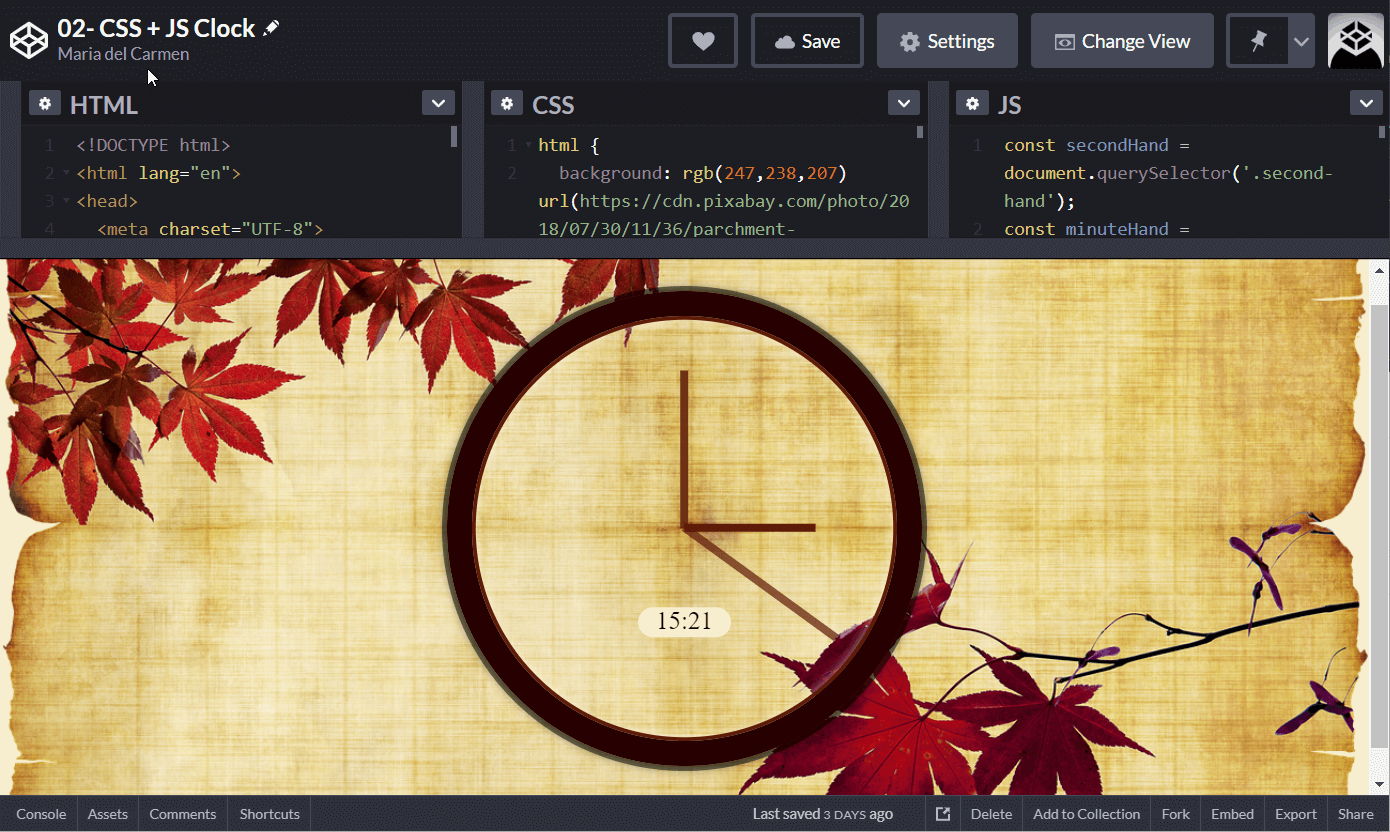 02- CSS + JS Clock
Maria del Carmen
Save
Settings
Change View
HTML
1 <!DOCTYPE html>
2 <html lang="en">
3 <head>
4 <meta charset="UTF-8">
CSS
1 html {
2 background: rgb(247,238,207)
url(https://cdn.pixabay.com/photo/20
18/07/30/11/36/parchment-
JS
1 const secondHand =
document.querySelector('.second-
hand');
2 const minuteHand =
15:21
Console
Assets
Comments
Shortcuts
Last saved 3 DAYS ago
Delete
Add to Collection
Fork
Embed
Export
Share